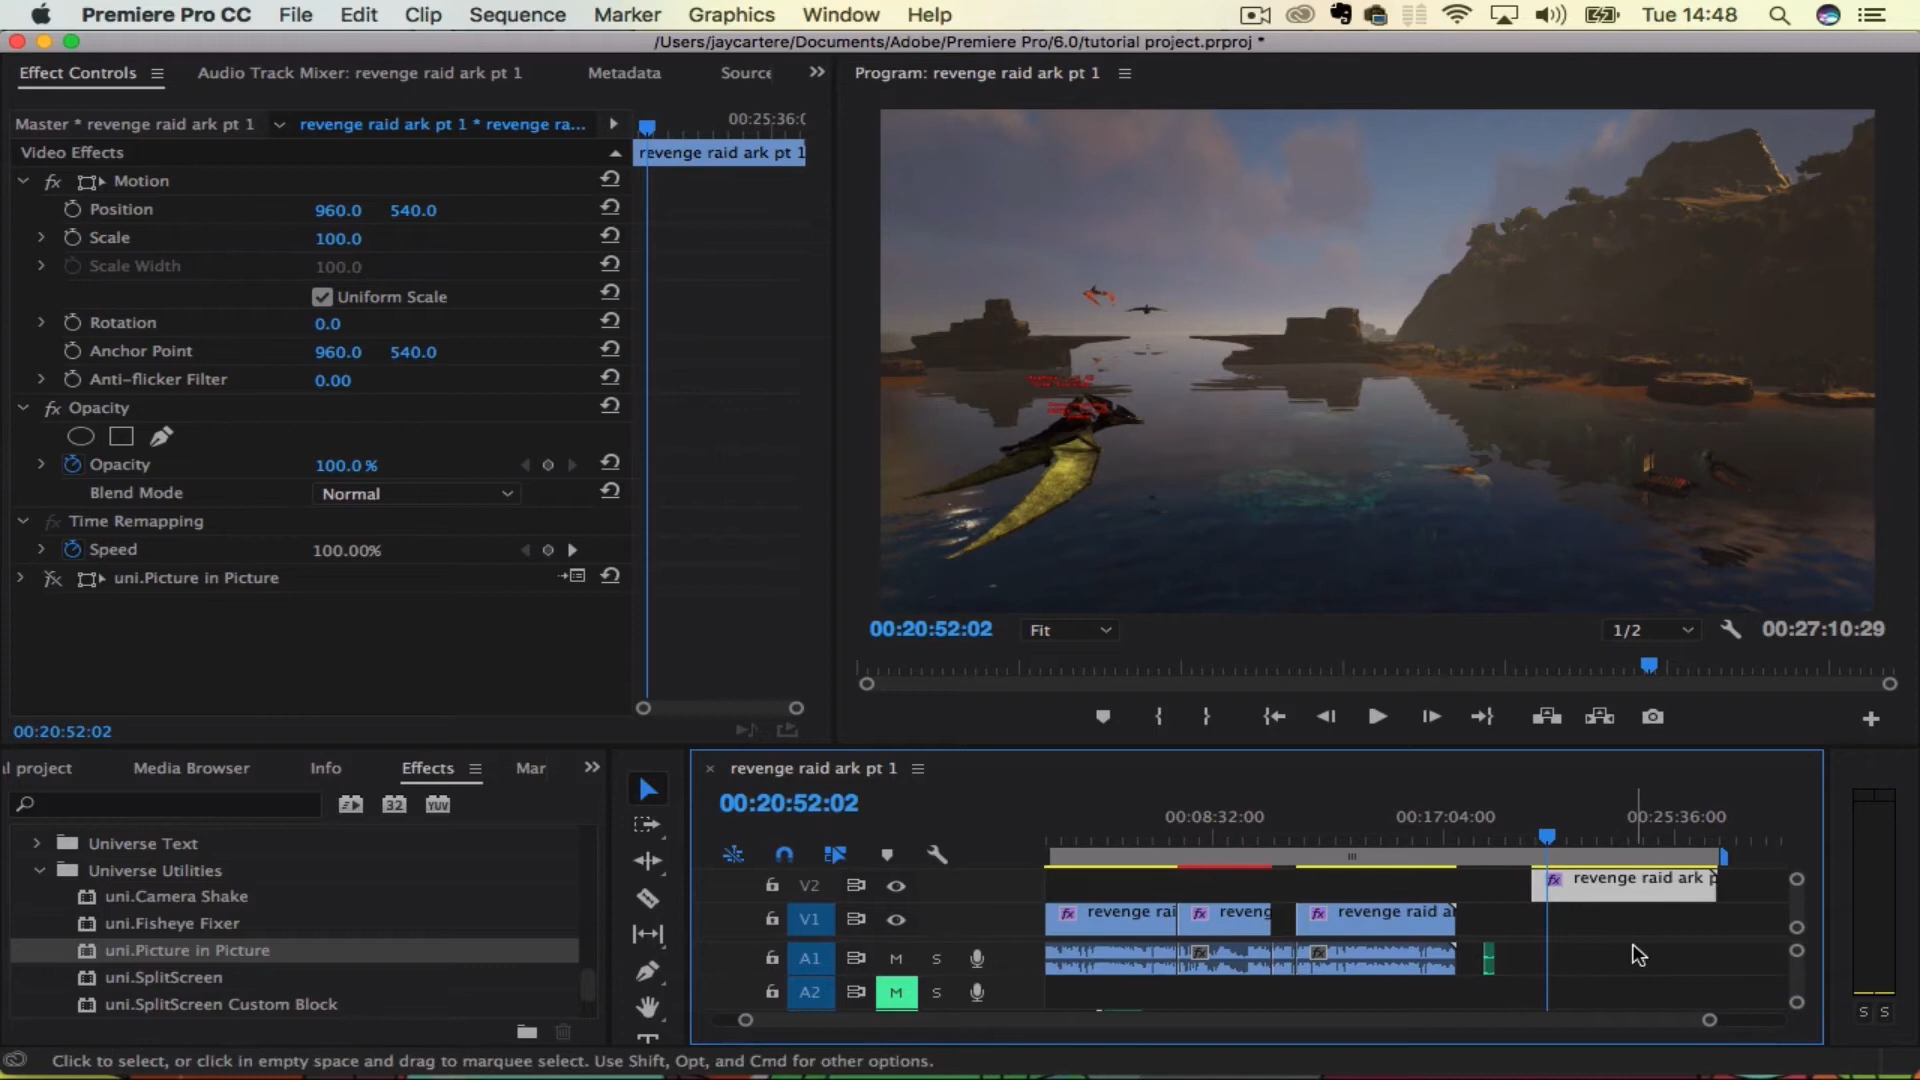 Premiere Pro CC File Edit Clip Sequence Marker Graphics Window Help Tue 14:48
/Users/jaycartere/Documents/Adobe/Premiere Pro/6.0/tutorial project.prproj *
Effect Controls Audio Track Mixer: revenge raid ark pt 1 Metadata Source
Program: revenge raid ark pt 1
Master * revenge raid ark pt 1 revenge raid ark pt 1 * revenge ra...
00:25:36:0
Video Effects
revenge raid ark pt 1
fx Motion
Position 960.0 540.0
Scale 100.0
Scale Width 100.0
Uniform Scale
Rotation 0.0
Anchor Point 960.0 540.0
Anti-flicker Filter 0.00
fx Opacity
Opacity 100.0 %
Blend Mode Normal
fx Time Remapping
Speed 100.00%
fx uni.Picture in Picture
00:20:52:02
00:20:52:02 Fit 1/2 00:27:10:29
l project Media Browser Info Effects Mar
32 YUV
Universe Text
Universe Utilities
uni.Camera Shake
uni.Fisheye Fixer
uni.Picture in Picture
uni.SplitScreen
uni.SplitScreen Custom Block
× revenge raid ark pt 1
00:20:52:02
00:08:32:00 00:17:04:00 00:25:36:00
V2 fx revenge raid ark p
V1 fx revenge rai fx reveng fx revenge raid a
A1 M S fx fx
A2 M S
S S
Click to select, or click in empty space and drag to marquee select. Use Shift, Opt, and Cmd for other options.